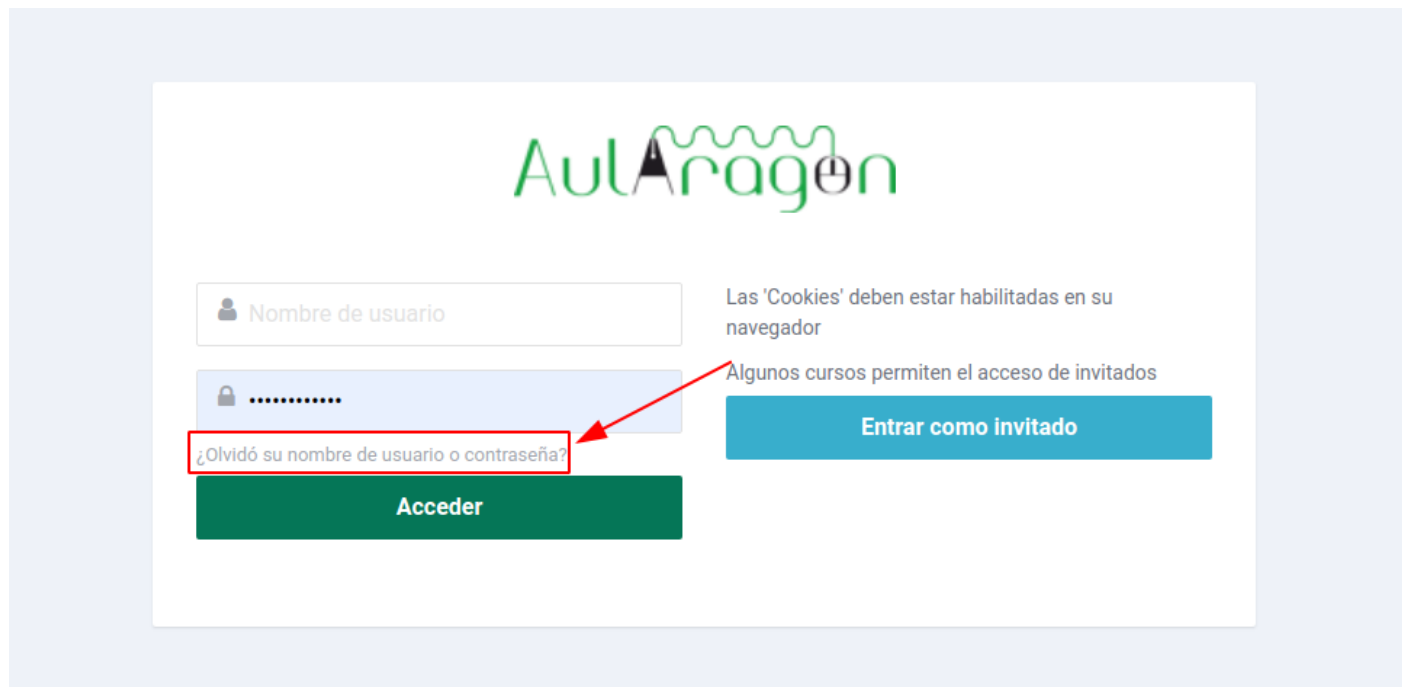 AulAragon
Nombre de usuario
••••••••••••
¿Olvidó su nombre de usuario o contraseña?
Acceder
Las 'Cookies' deben estar habilitadas en su
navegador
Algunos cursos permiten el acceso de invitados
Entrar como invitado